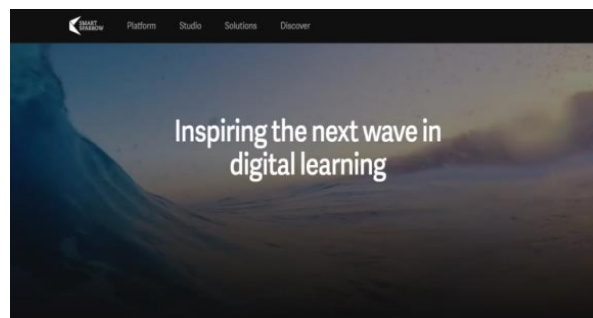 SMART
SPARROW
Platform Studio Solutions Discover
Inspiring the next wave in
digital learning